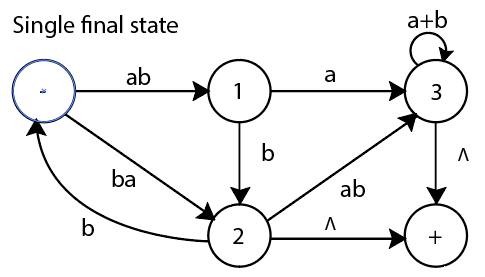 Single final state
a+b
ab
a
-
1
3
b
Λ
ba
ab
b
Λ
2
+